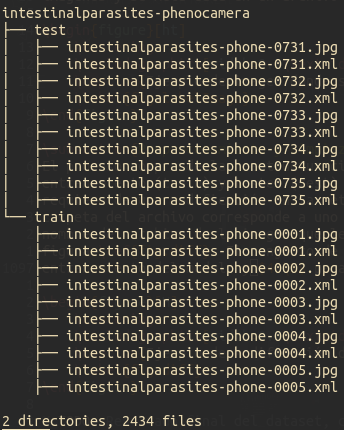 intestinalparasites-phenocamera
├── test
│   ├── intestinalparasites-phone-0731.jpg
│   ├── intestinalparasites-phone-0731.xml
│   ├── intestinalparasites-phone-0732.jpg
│   ├── intestinalparasites-phone-0732.xml
│   ├── intestinalparasites-phone-0733.jpg
│   ├── intestinalparasites-phone-0733.xml
│   ├── intestinalparasites-phone-0734.jpg
│   ├── intestinalparasites-phone-0734.xml
│   ├── intestinalparasites-phone-0735.jpg
│   ├── intestinalparasites-phone-0735.xml
└── train
    ├── intestinalparasites-phone-0001.jpg
    ├── intestinalparasites-phone-0001.xml
    ├── intestinalparasites-phone-0002.jpg
    ├── intestinalparasites-phone-0002.xml
    ├── intestinalparasites-phone-0003.jpg
    ├── intestinalparasites-phone-0003.xml
    ├── intestinalparasites-phone-0004.jpg
    ├── intestinalparasites-phone-0004.xml
    ├── intestinalparasites-phone-0005.jpg
    ├── intestinalparasites-phone-0005.xml
2 directories, 2434 files